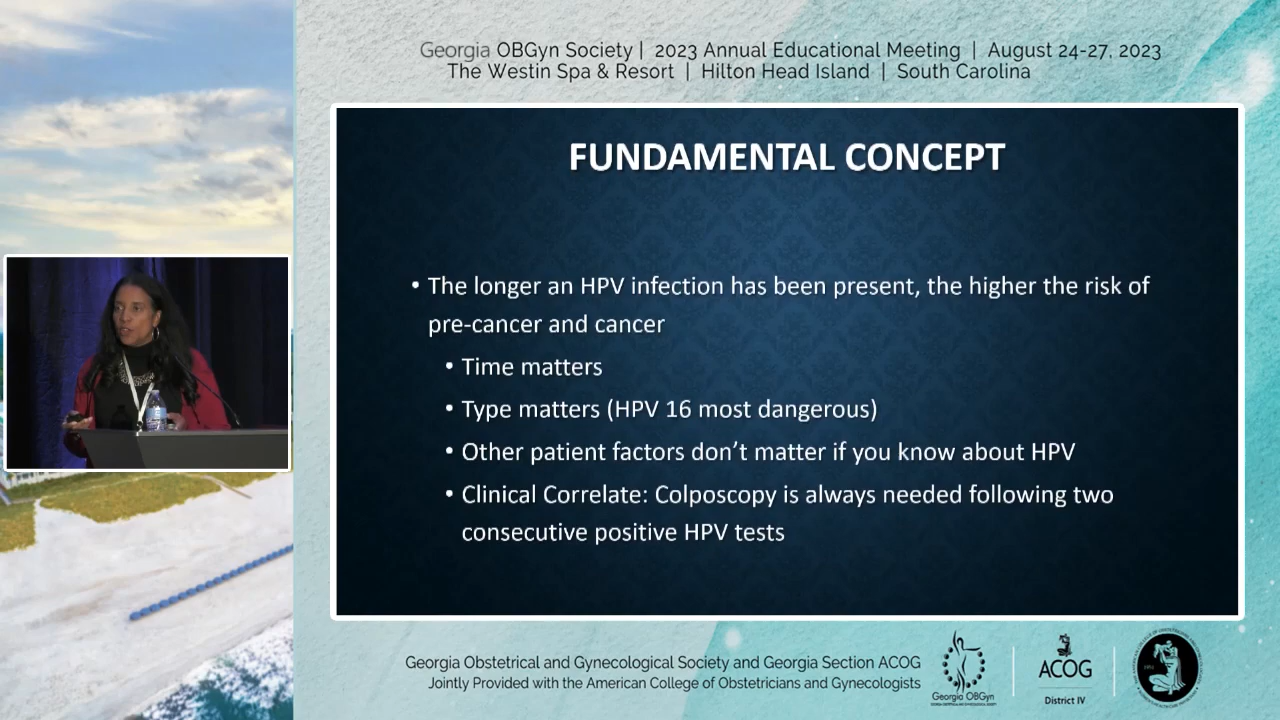 Georgia OBGyn Society | 2023 Annual Educational Meeting | August 24-27, 2023
The Westin Spa & Resort | Hilton Head Island | South Carolina
FUNDAMENTAL CONCEPT
• The longer an HPV infection has been present, the higher the risk of
pre-cancer and cancer
• Time matters
• Type matters (HPV 16 most dangerous)
• Other patient factors don’t matter if you know about HPV
• Clinical Correlate: Colposcopy is always needed following two
consecutive positive HPV tests
Georgia Obstetrical and Gynecological Society and Georgia Section ACOG
Jointly Provided with the American College of Obstetricians and Gynecologists
Georgia OBGyn
ACOG
District IV